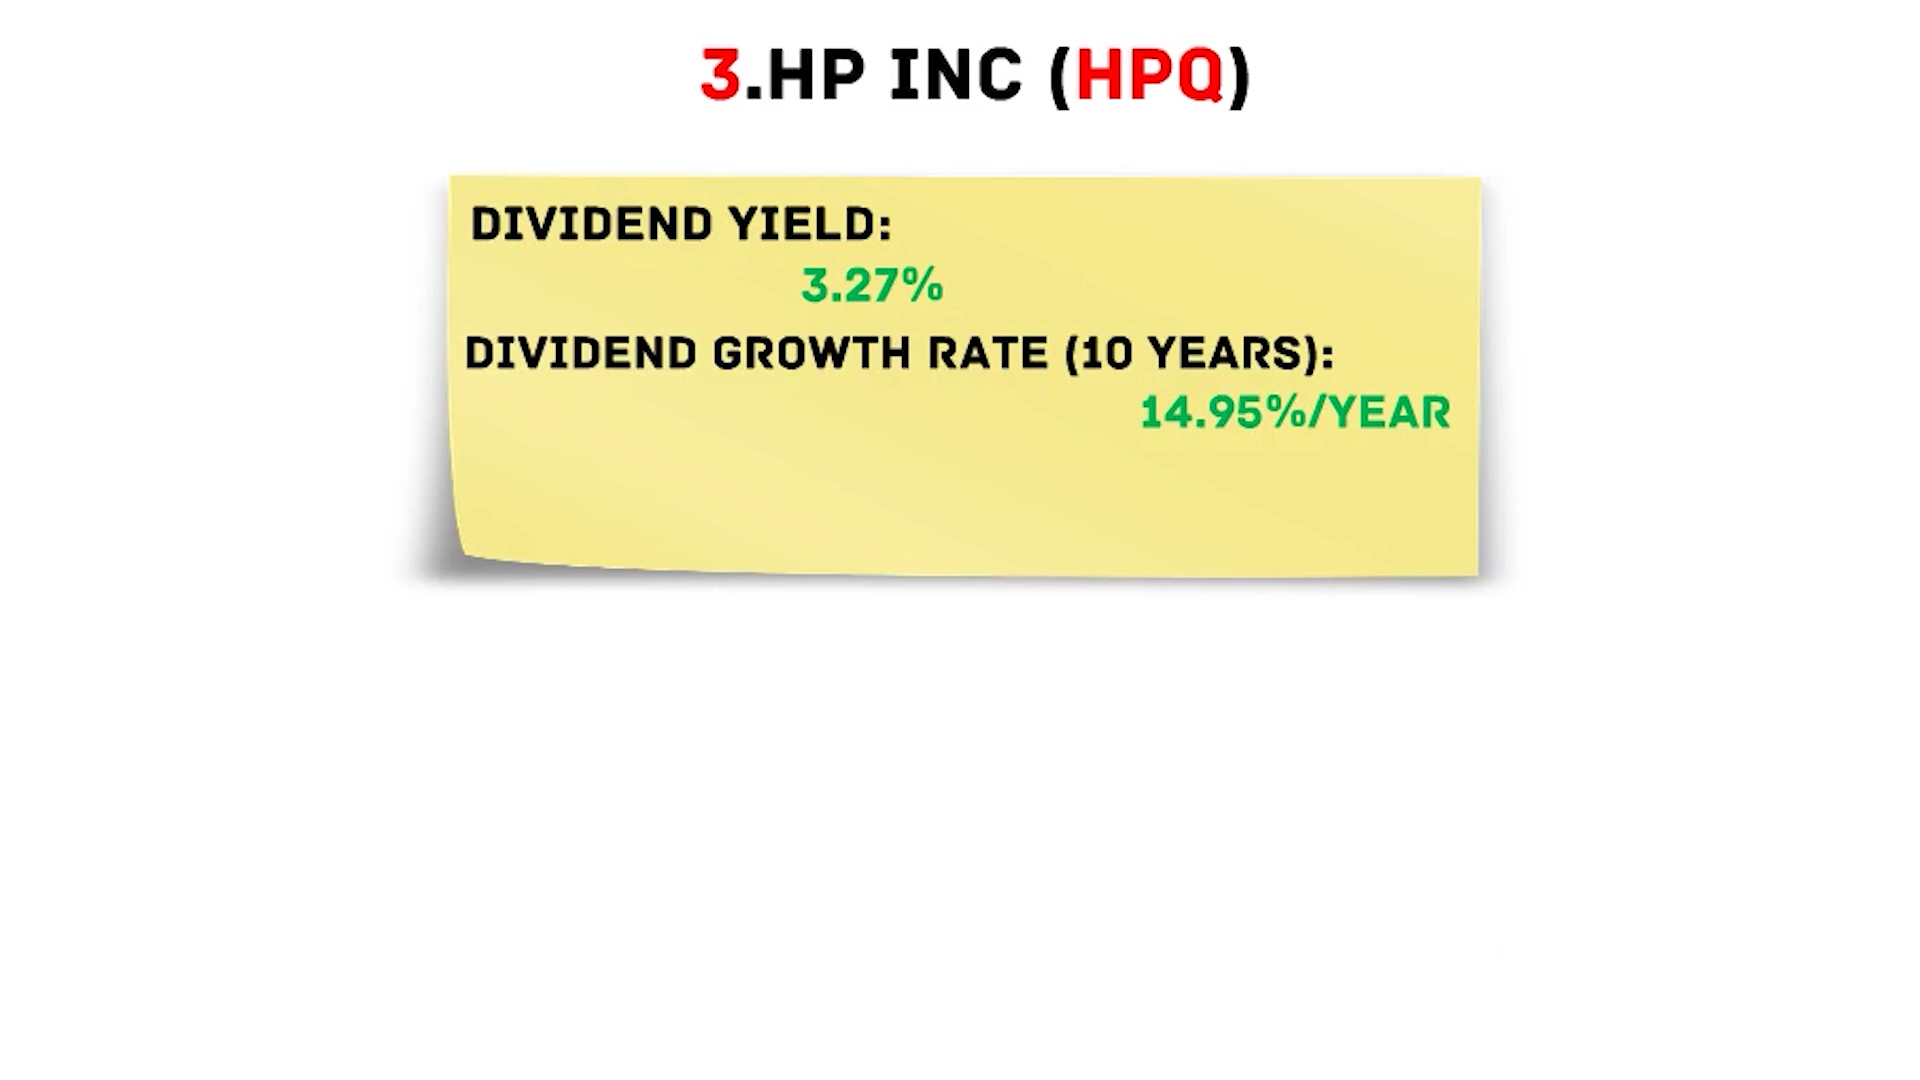 3.HP INC (HPQ)
DIVIDEND YIELD:
3.27%
DIVIDEND GROWTH RATE (10 YEARS):
14.95%/YEAR